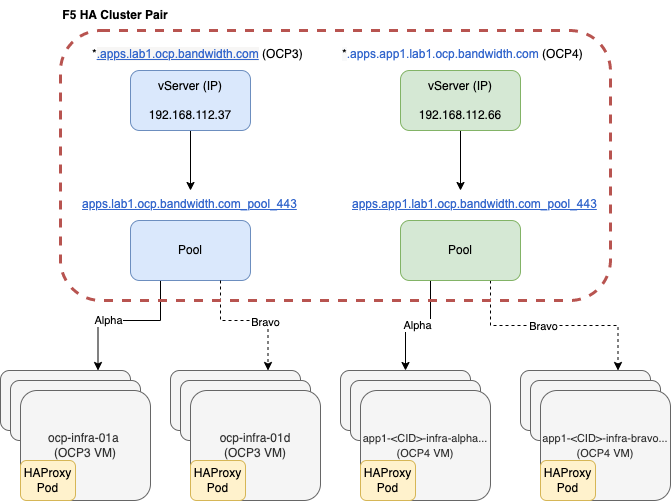 F5 HA Cluster Pair
*.apps.lab1.ocp.bandwidth.com (OCP3)
*.apps.app1.lab1.ocp.bandwidth.com (OCP4)
vServer (IP)
192.168.112.37
vServer (IP)
192.168.112.66
apps.lab1.ocp.bandwidth.com_pool_443
apps.app1.lab1.ocp.bandwidth.com_pool_443
Pool
Pool
Alpha
Bravo
Alpha
Bravo
ocp-infra-01a
(OCP3 VM)
HAProxy
Pod
ocp-infra-01d
(OCP3 VM)
HAProxy
Pod
app1-<CID>-infra-alpha...
(OCP4 VM)
HAProxy
Pod
app1-<CID>-infra-bravo...
(OCP4 VM)
HAProxy
Pod